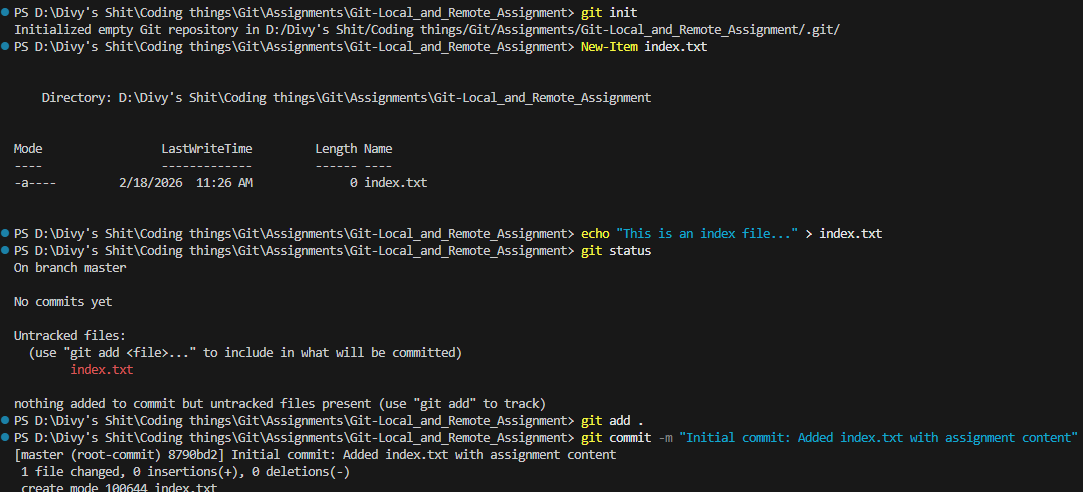 PS D:\Divy's Shit\Coding things\Git\Assignments\Git-Local_and_Remote_Assignment> git init
Initialized empty Git repository in D:/Divy's Shit/Coding things/Git/Assignments/Git-Local_and_Remote_Assignment/.git/
PS D:\Divy's Shit\Coding things\Git\Assignments\Git-Local_and_Remote_Assignment> New-Item index.txt
Directory: D:\Divy's Shit\Coding things\Git\Assignments\Git-Local_and_Remote_Assignment
Mode LastWriteTime Length Name
---- ------------- ------ ----
-a---- 2/18/2026 11:26 AM 0 index.txt
PS D:\Divy's Shit\Coding things\Git\Assignments\Git-Local_and_Remote_Assignment> echo "This is an index file..." > index.txt
PS D:\Divy's Shit\Coding things\Git\Assignments\Git-Local_and_Remote_Assignment> git status
On branch master
No commits yet
Untracked files:
(use "git add <file>..." to include in what will be committed)
index.txt
nothing added to commit but untracked files present (use "git add" to track)
PS D:\Divy's Shit\Coding things\Git\Assignments\Git-Local_and_Remote_Assignment> git add .
PS D:\Divy's Shit\Coding things\Git\Assignments\Git-Local_and_Remote_Assignment> git commit -m "Initial commit: Added index.txt with assignment content"
[master (root-commit) 8790bd2] Initial commit: Added index.txt with assignment content
1 file changed, 0 insertions(+), 0 deletions(-)
create mode 100644 index.txt